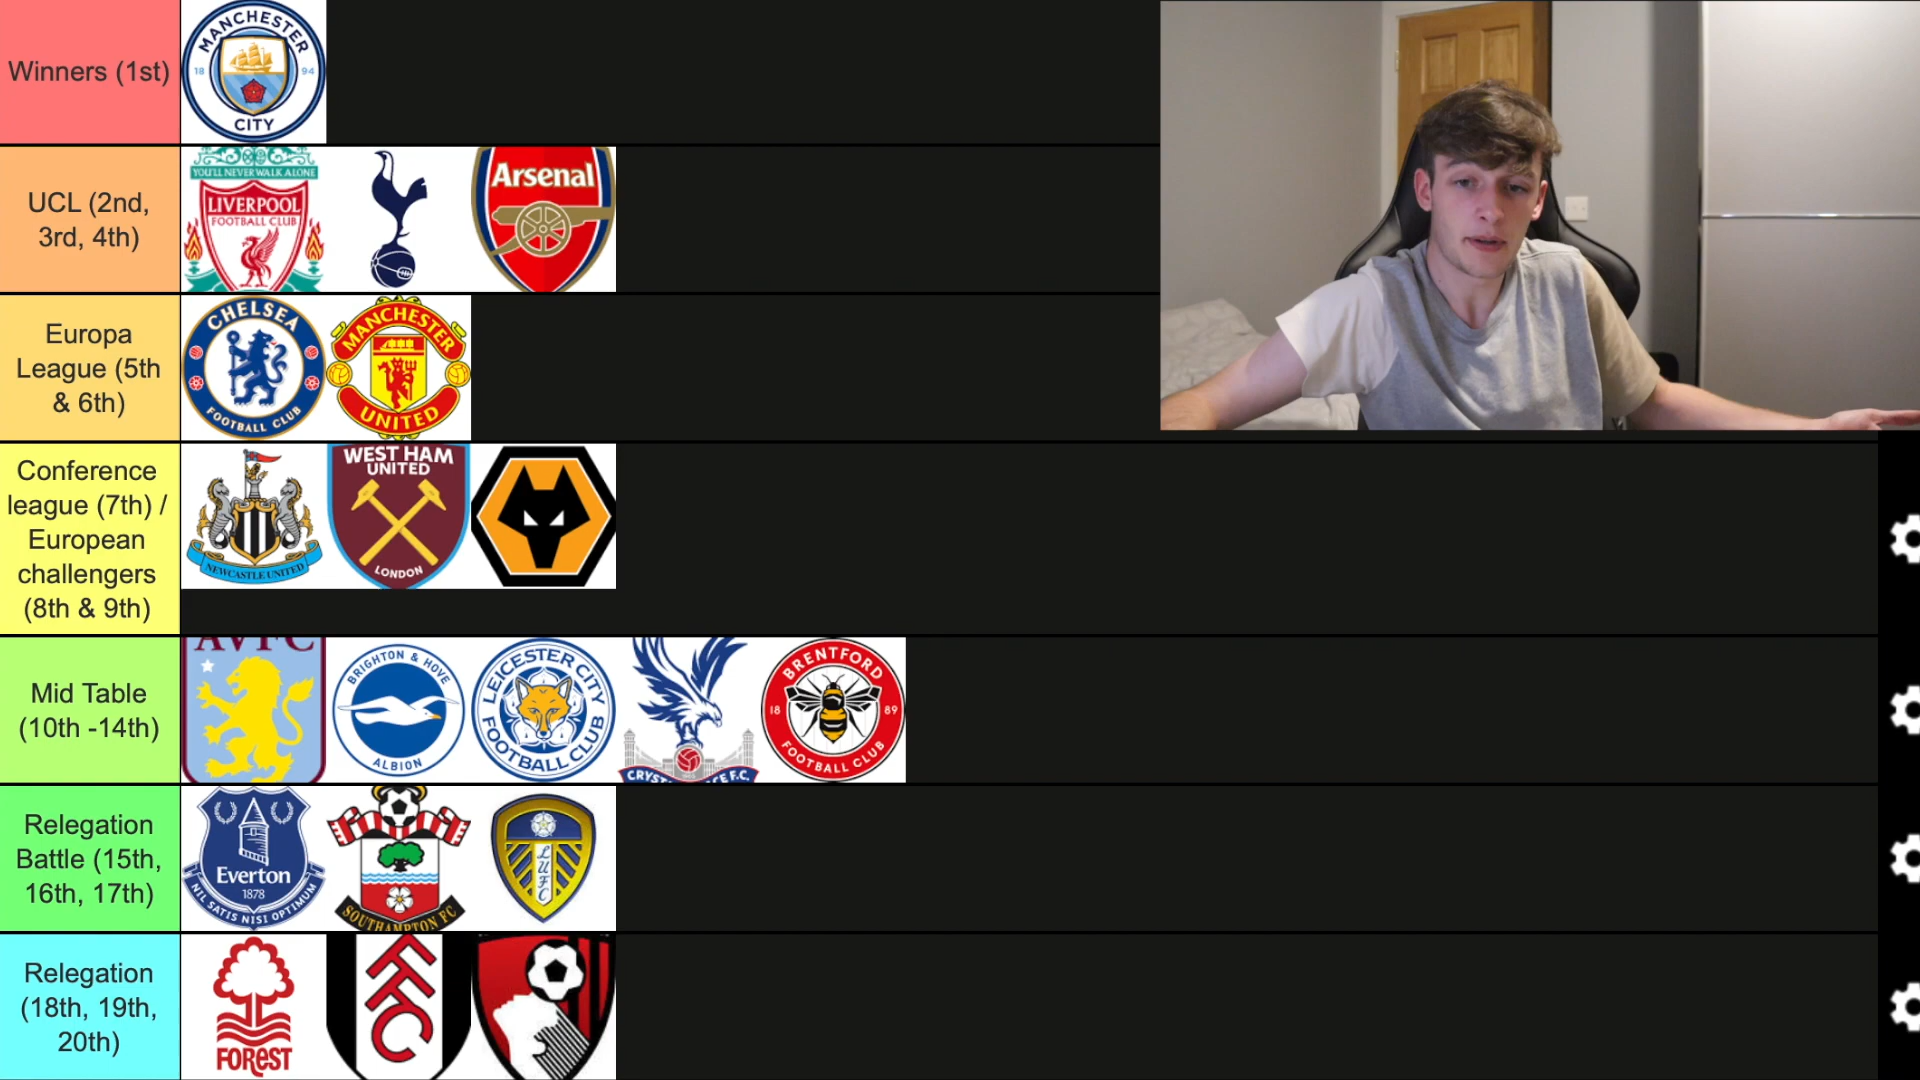 Winners (1st)
MANCHESTER
18 94
CITY
UCL (2nd,
3rd, 4th)
YOU'LL NEVER WALK ALONE
LIVERPOOL
FOOTBALL CLUB
Arsenal
Europa
League (5th
& 6th)
CHELSEA
FOOTBALL CLUB
MANCHESTER
UNITED
Conference
league (7th) /
European
challengers
(8th & 9th)
NEWCASTLE UNITED
WEST HAM
UNITED
LONDON
Mid Table
(10th -14th)
AVFC
BRIGHTON & HOVE
ALBION
LEICESTER CITY
FOOTBALL CLUB
F.C.
BRENTFORD
18 89
FOOTBALL CLUB
Relegation
Battle (15th,
16th, 17th)
Everton
1878
NIL SATIS NISI OPTIMUM
SOUTHAMPTON FC
LUFC
Relegation
(18th, 19th,
20th)
FOREST
FFC